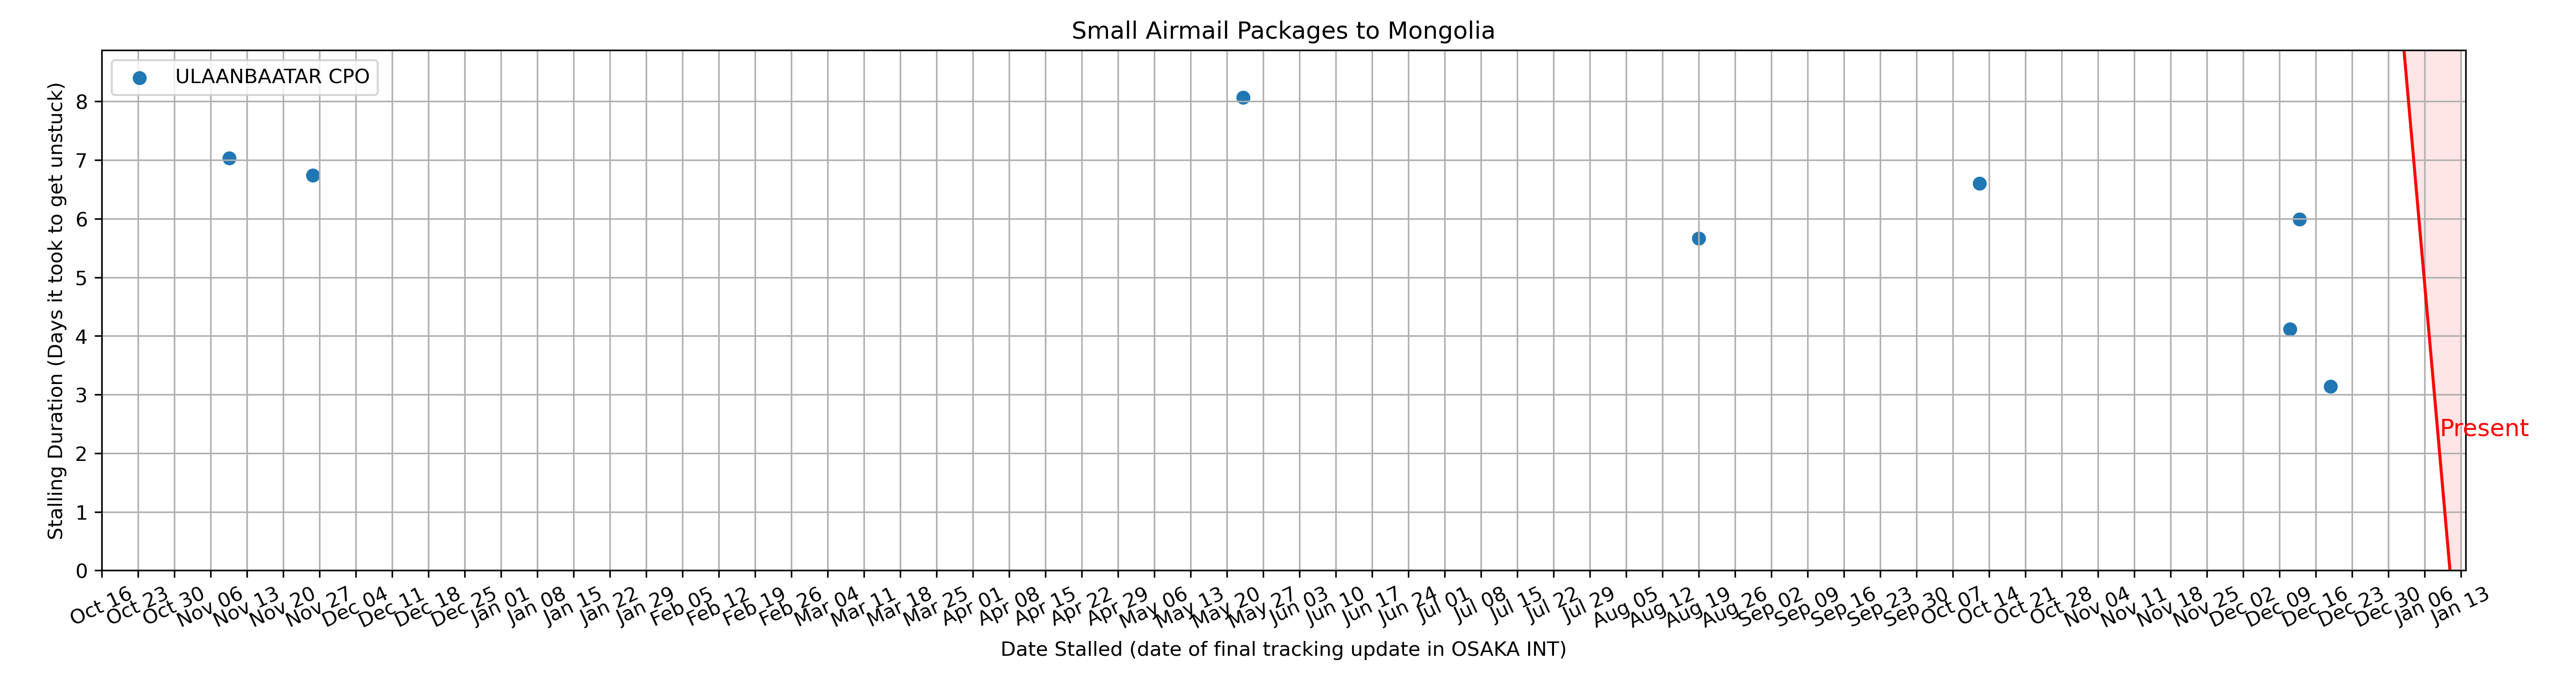 Small Airmail Packages to Mongolia
ULAANBAATAR CPO
Stalling Duration (Days it took to get unstuck)
8
7
6
5
4
3
2
1
0
Present
Oct 16
Oct 23
Oct 30
Nov 06
Nov 13
Nov 20
Nov 27
Dec 04
Dec 11
Dec 18
Dec 25
Jan 01
Jan 08
Jan 15
Jan 22
Jan 29
Feb 05
Feb 12
Feb 19
Feb 26
Mar 04
Mar 11
Mar 18
Mar 25
Apr 01
Apr 08
Apr 15
Apr 22
Apr 29
May 06
May 13
May 20
May 27
Jun 03
Jun 10
Jun 17
Jun 24
Jul 01
Jul 08
Jul 15
Jul 22
Jul 29
Aug 05
Aug 12
Aug 19
Aug 26
Sep 02
Sep 09
Sep 16
Sep 23
Sep 30
Oct 07
Oct 14
Oct 21
Oct 28
Nov 04
Nov 11
Nov 18
Nov 25
Dec 02
Dec 09
Dec 16
Dec 23
Dec 30
Jan 06
Jan 13
Date Stalled (date of final tracking update in OSAKA INT)